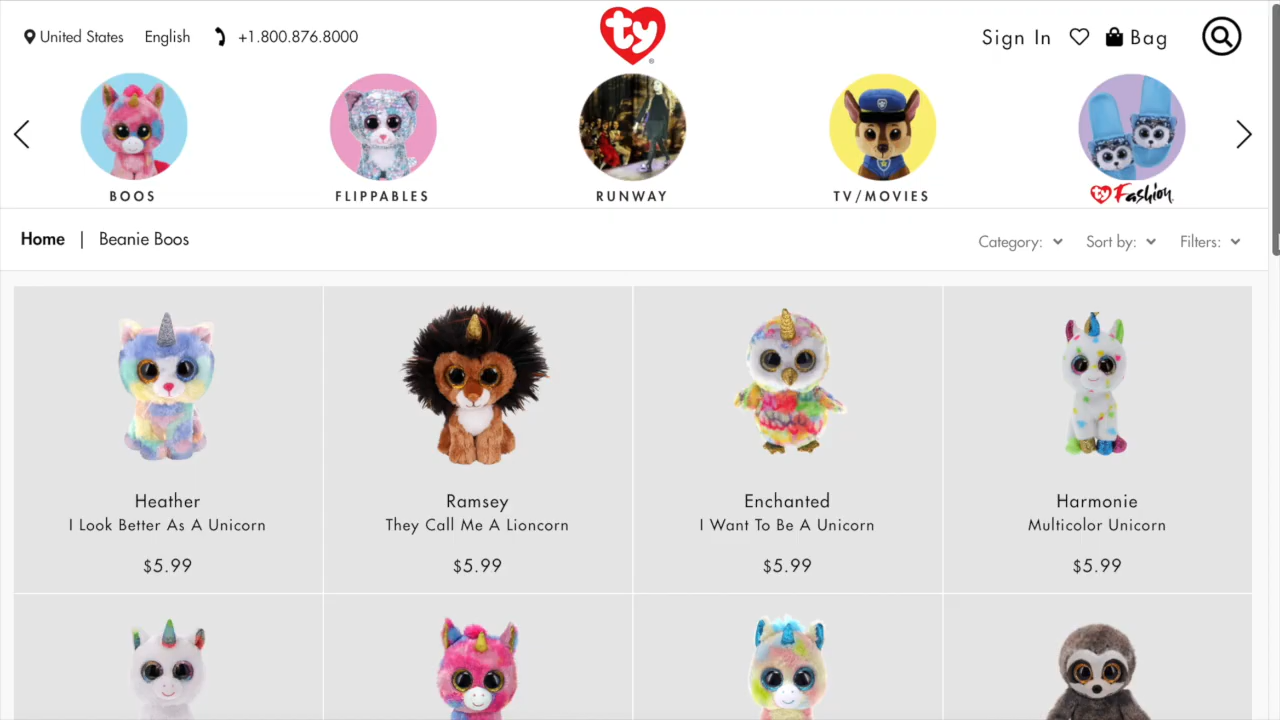 United States English +1.800.876.8000 ty ® Sign In Bag
BOOS FLIPPABLES RUNWAY TV/MOVIES ty Fashion
Home | Beanie Boos Category: Sort by: Filters:
Heather Ramsey Enchanted Harmonie
I Look Better As A Unicorn They Call Me A Lioncorn I Want To Be A Unicorn Multicolor Unicorn
$5.99 $5.99 $5.99 $5.99